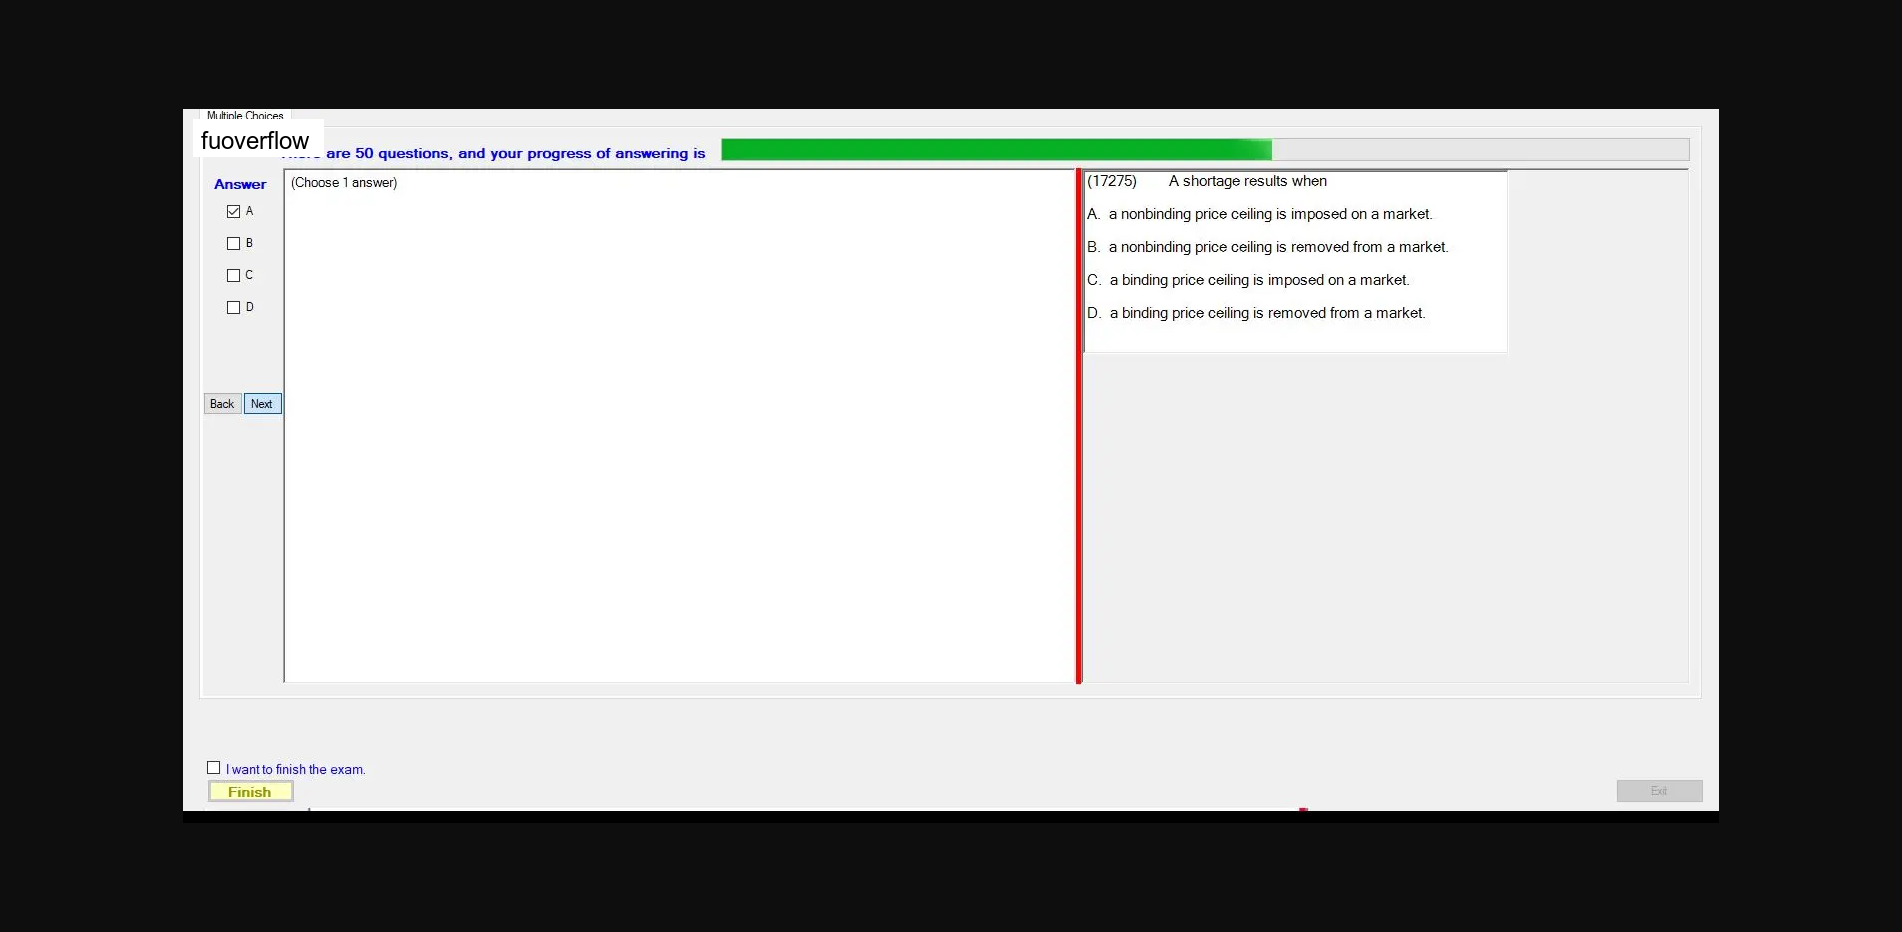 Multiple Choices
fuoverflow
are 50 questions, and your progress of answering is
Answer
(Choose 1 answer)
A
B
C
D
Back Next
(17275) A shortage results when
A. a nonbinding price ceiling is imposed on a market.
B. a nonbinding price ceiling is removed from a market.
C. a binding price ceiling is imposed on a market.
D. a binding price ceiling is removed from a market.
I want to finish the exam.
Finish
Exit